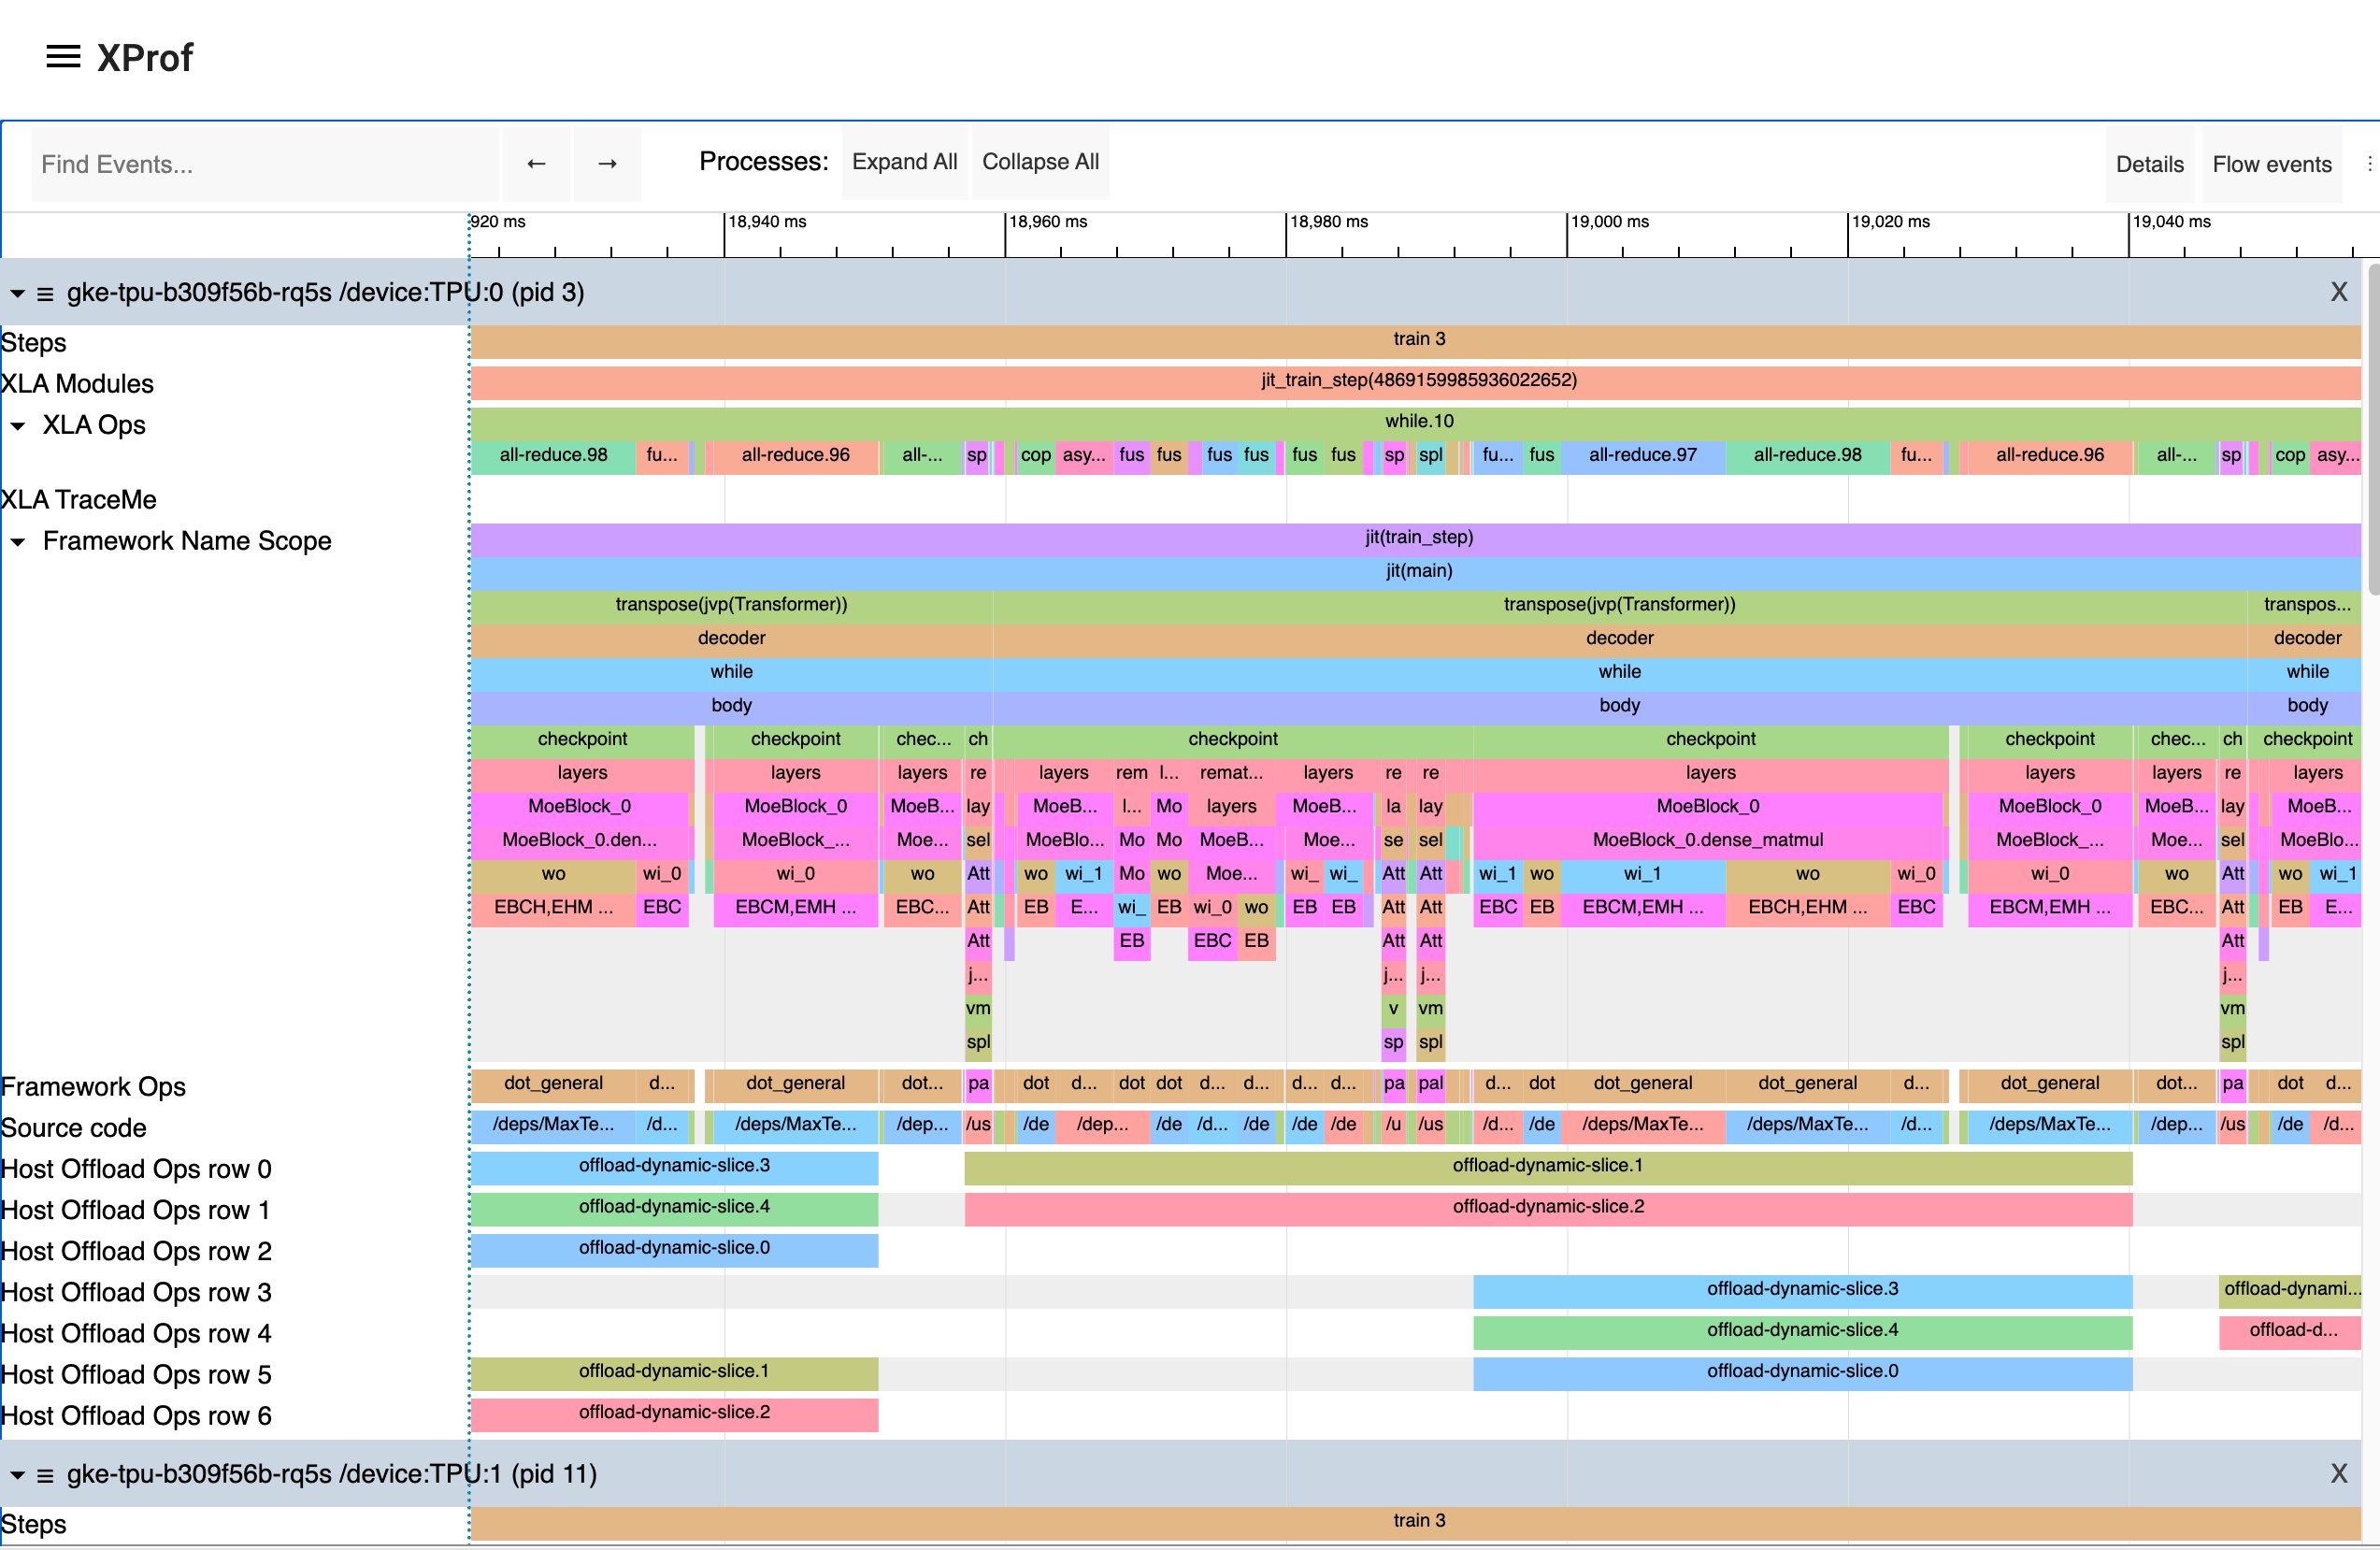 XProf
Find Events... ← → Processes: Expand All Collapse All Details Flow events
920 ms 18,940 ms 18,960 ms 18,980 ms 19,000 ms 19,020 ms 19,040 ms
gke-tpu-b309f56b-rq5s /device:TPU:0 (pid 3) X
Steps train 3
XLA Modules jit_train_step(4869159985936022652)
XLA Ops while.10
all-reduce.98 fu... all-reduce.96 all-... sp cop asy... fus fus fus fus fus fus sp spl fu... fus all-reduce.97 all-reduce.98 fu... all-reduce.96 all-... sp cop asy...
XLA TraceMe
Framework Name Scope jit(train_step)
jit(main)
transpose(jvp(Transformer)) transpose(jvp(Transformer)) transpos...
decoder decoder decoder
while while while
body body body
checkpoint checkpoint chec... ch checkpoint checkpoint checkpoint chec... ch checkpoint
layers layers layers re layers rem l... remat... layers re re layers layers layers re layers
MoeBlock_0 MoeBlock_0 MoeB... lay MoeB... l... Mo layers MoeB... la lay MoeBlock_0 MoeBlock_0 MoeB... lay MoeB...
MoeBlock_0.den... MoeBlock_... Moe... sel MoeBlo... Mo Mo MoeB... Moe... se sel MoeBlock_0.dense_matmul MoeBlock_... Moe... sel MoeBlo...
wo wi_0 wi_0 wo Att wo wi_1 Mo wo Moe... wi_ wi_ Att Att wi_1 wo wi_1 wo wi_0 wi_0 wo Att wo wi_1
EBCH,EHM ... EBC EBCM,EMH ... EBC... Att EB E... wi_ EB wi_0 wo EB EB Att Att EBC EB EBCM,EMH ... EBCH,EHM ... EBC EBCM,EMH ... EBC... Att EB E...
Att EB EBC EB Att Att Att
j... j... j... j...
vm v vm vm
spl sp spl spl
Framework Ops dot_general d... dot_general dot... pa dot d... dot dot d... d... d... d... pa pal d... dot dot_general dot_general d... dot_general dot... pa dot d...
Source code /deps/MaxTe... /d... /deps/MaxTe... /dep... /us /de /dep... /de /d... /de /de /de /u /us /d... /de /deps/MaxTe... /deps/MaxTe... /d... /deps/MaxTe... /dep... /us /de /d...
Host Offload Ops row 0 offload-dynamic-slice.3 offload-dynamic-slice.1
Host Offload Ops row 1 offload-dynamic-slice.4 offload-dynamic-slice.2
Host Offload Ops row 2 offload-dynamic-slice.0
Host Offload Ops row 3 offload-dynamic-slice.3 offload-dynami...
Host Offload Ops row 4 offload-dynamic-slice.4 offload-d...
Host Offload Ops row 5 offload-dynamic-slice.1 offload-dynamic-slice.0
Host Offload Ops row 6 offload-dynamic-slice.2
gke-tpu-b309f56b-rq5s /device:TPU:1 (pid 11) X
Steps train 3